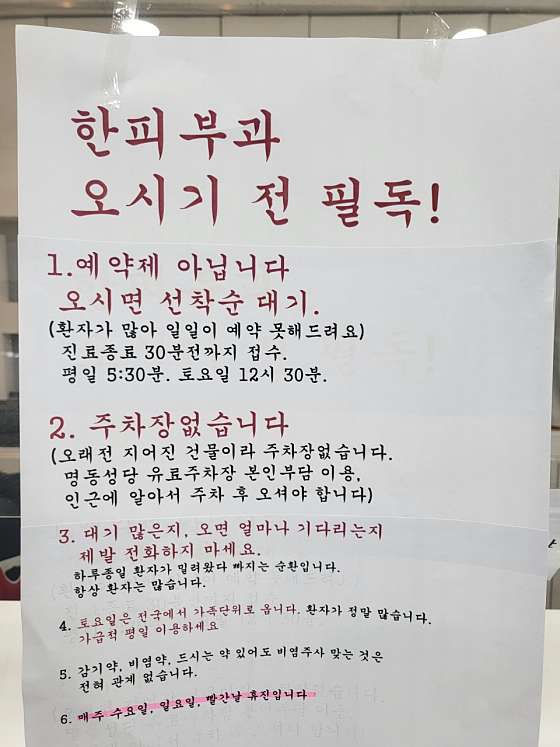 한피부과
오시기 전 필독!
1.예약제 아닙니다
오시면 선착순 대기.
(환자가 많아 일일이 예약 못해드려요)
진료종료 30분전까지 접수.
평일 5:30분. 토요일 12시 30분.
2. 주차장없습니다
(오래전 지어진 건물이라 주차장없습니다.
명동성당 유료주차장 본인부담 이용,
인근에 알아서 주차 후 오셔야 합니다)
3. 대기 많은지, 오면 얼마나 기다리는지
제발 전화하지 마세요.
하루종일 환자가 밀려왔다 빠지는 순환입니다.
항상 환자는 많습니다.
4. 토요일은 전국에서 가족단위로 옵니다. 환자가 정말 많습니다.
가급적 평일 이용하세요
5. 감기약, 비염약, 드시는 약 있어도 비염주사 맞는 것은
전혀 관계 없습니다.
6. 매주 수요일, 일요일, 빨간날 휴진입니다